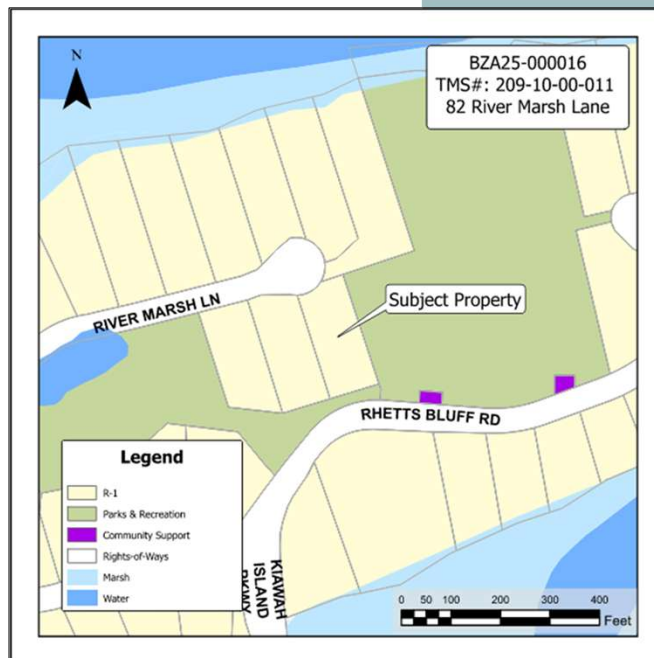 BZA25-000016
TMS#: 209-10-00-011
82 River Marsh Lane
N
Subject Property
RIVER MARSH LN
RHETTS BLUFF RD
KIAWAH
ISLAND
PKWY
Legend
R-1
Parks & Recreation
Community Support
Rights-of-Ways
Marsh
Water
0 50 100 200 300 400
Feet